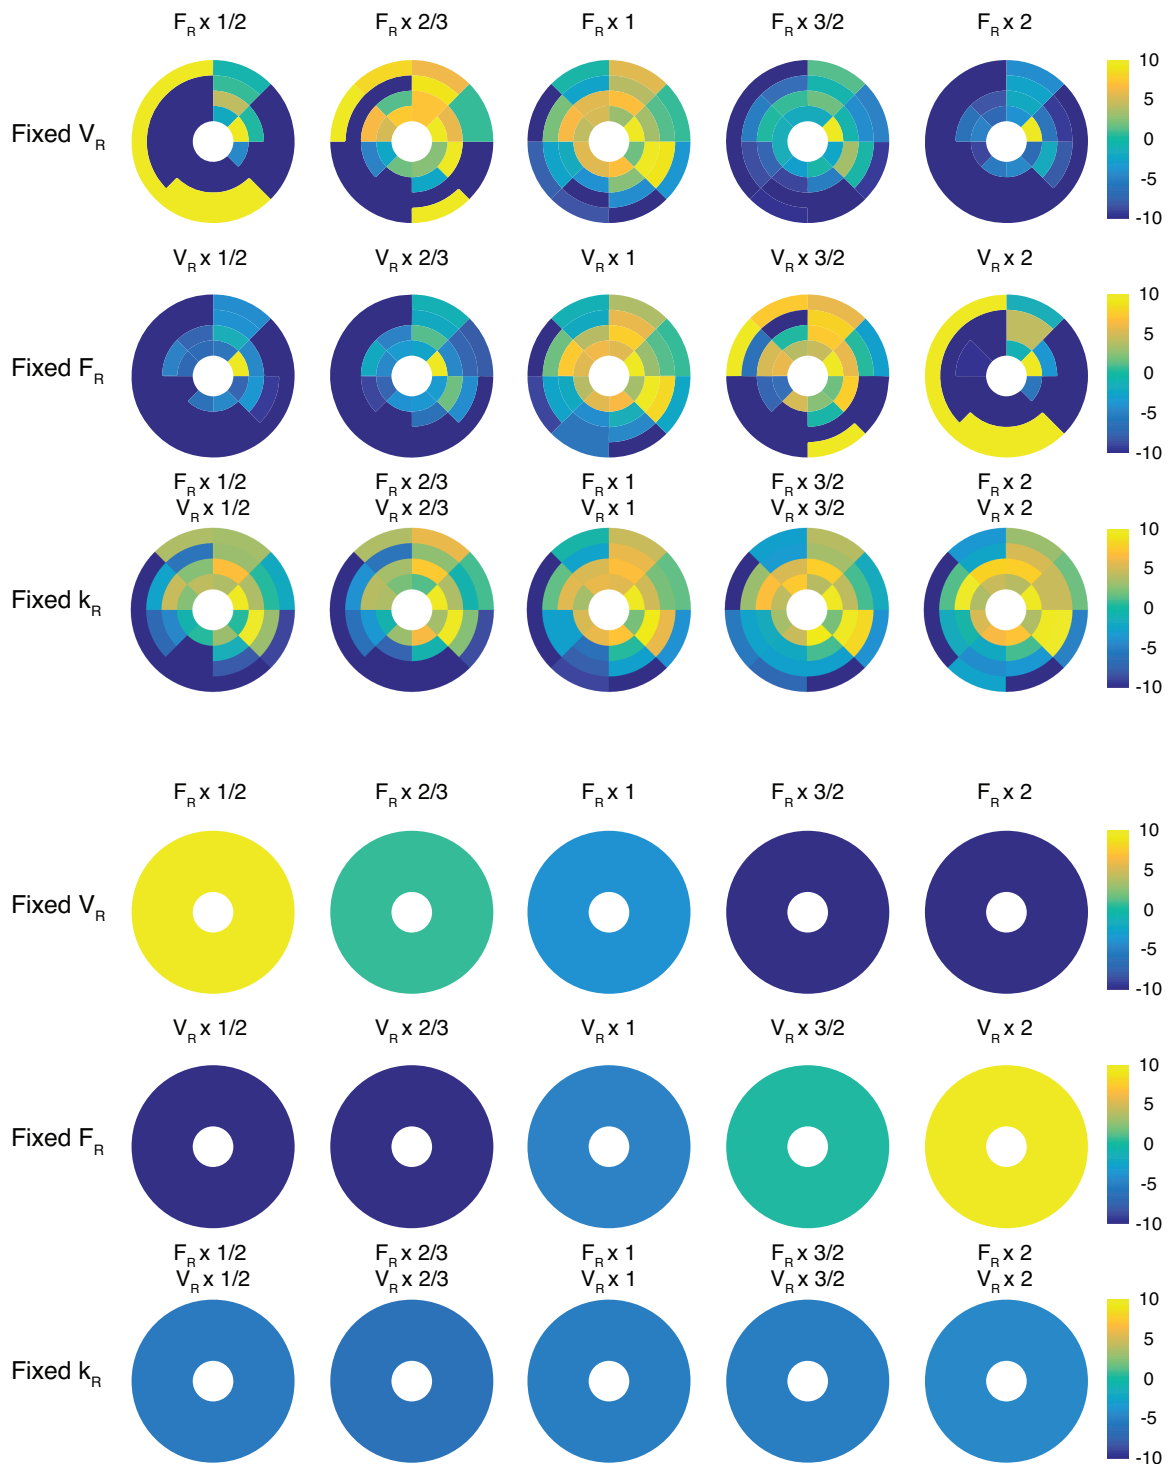 F_R x 1/2 F_R x 2/3 F_R x 1 F_R x 3/2 F_R x 2
Fixed V_R
10
5
0
-5
-10
V_R x 1/2 V_R x 2/3 V_R x 1 V_R x 3/2 V_R x 2
Fixed F_R
10
5
0
-5
-10
F_R x 1/2 F_R x 2/3 F_R x 1 F_R x 3/2 F_R x 2
V_R x 1/2 V_R x 2/3 V_R x 1 V_R x 3/2 V_R x 2
Fixed k_R
10
5
0
-5
-10
F_R x 1/2 F_R x 2/3 F_R x 1 F_R x 3/2 F_R x 2
Fixed V_R
10
5
0
-5
-10
V_R x 1/2 V_R x 2/3 V_R x 1 V_R x 3/2 V_R x 2
Fixed F_R
10
5
0
-5
-10
F_R x 1/2 F_R x 2/3 F_R x 1 F_R x 3/2 F_R x 2
V_R x 1/2 V_R x 2/3 V_R x 1 V_R x 3/2 V_R x 2
Fixed k_R
10
5
0
-5
-10